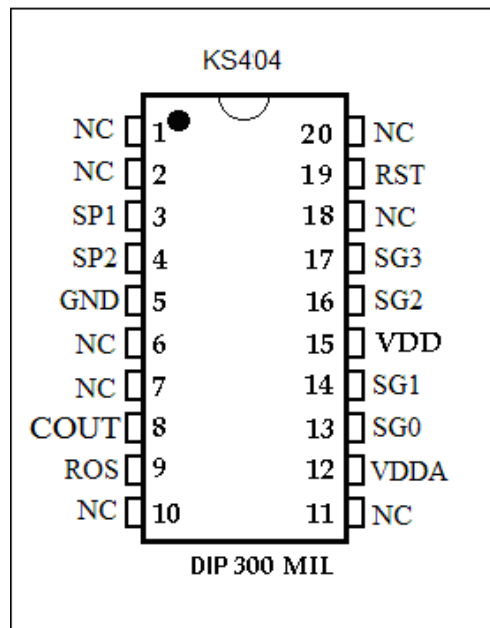 KS404
NC 1 20 NC
NC 2 19 RST
SP1 3 18 NC
SP2 4 17 SG3
GND 5 16 SG2
NC 6 15 VDD
NC 7 14 SG1
COUT 8 13 SG0
ROS 9 12 VDDA
NC 10 11 NC
DIP 300 MIL